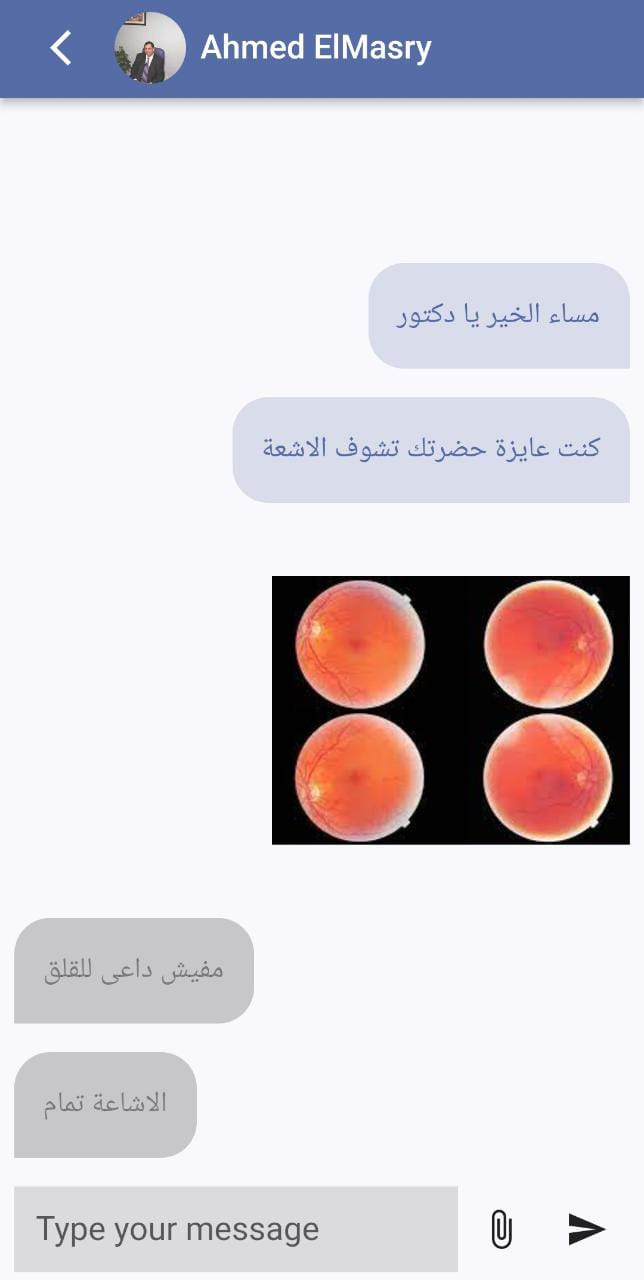 Ahmed ElMasry
مساء الخير يا دكتور
كنت عايزة حضرتك تشوف الاشعة
مفيش داعى للقلق
الاشاعة تمام
Type your message